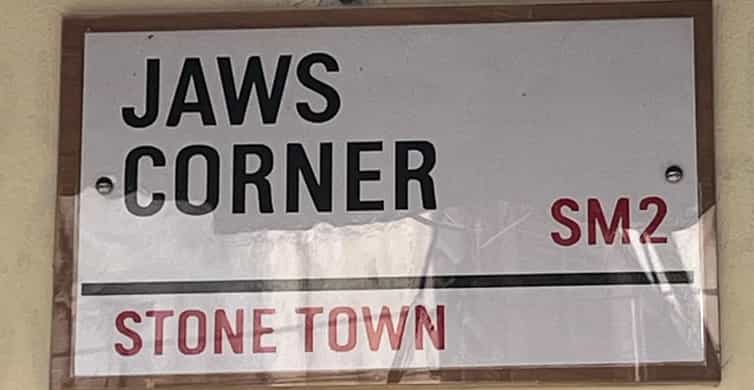 JAWS
CORNER
SM2
STONE TOWN